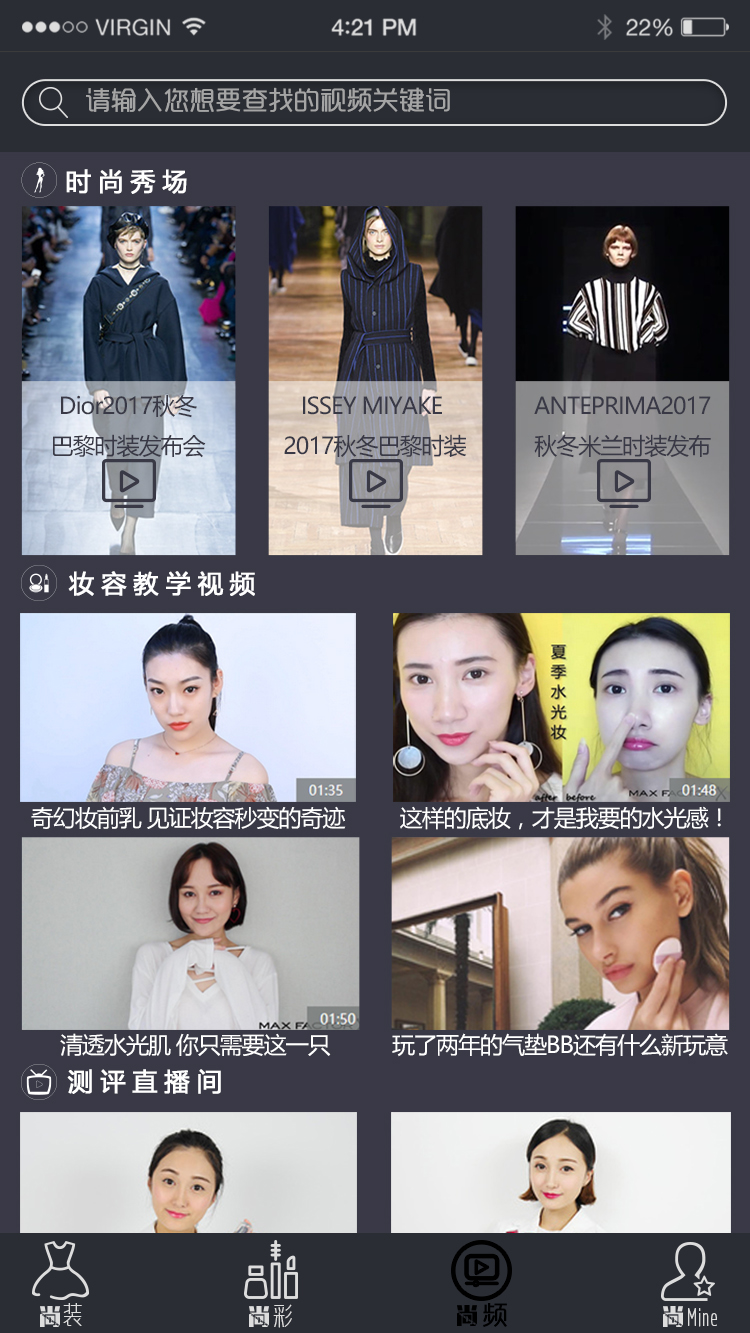 VIRGIN
4:21 PM
22%
请输入您想要查找的视频关键词
时尚秀场
Dior2017秋冬
巴黎时装发布会
ISSEY MIYAKE
2017秋冬巴黎时装
ANTEPRIMA2017
秋冬米兰时装发布
妆容教学视频
01:35
夏季水光妆
after
before
MAX FACTOR X
01:48
奇幻妆前乳 见证妆容秒变的奇迹
这样的底妆，才是我要的水光感！
MAX FAC
01:50
清透水光肌 你只需要这一只
玩了两年的气垫BB还有什么新玩意
测评直播间
尚装
尚彩
尚频
尚Mine